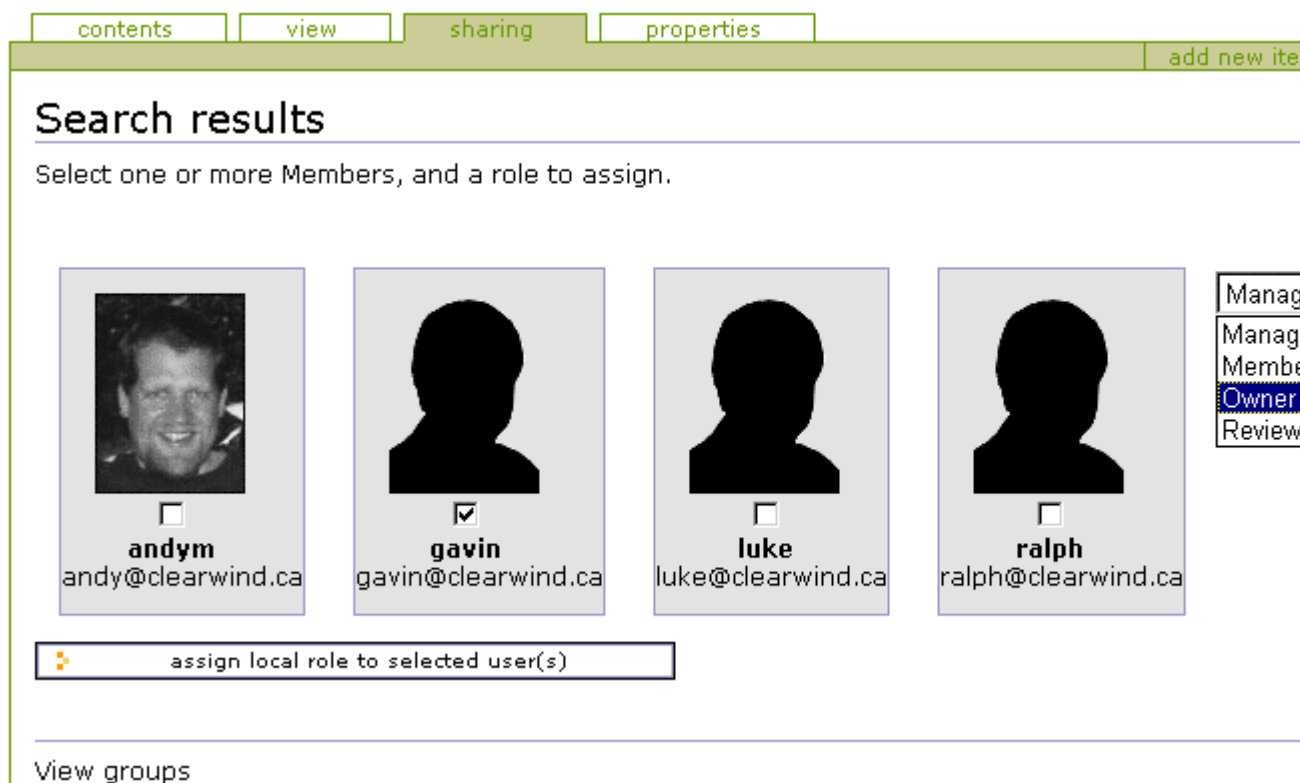 contents view sharing properties
add new ite
Search results
Select one or more Members, and a role to assign.
Manag
Manag
Membe
Owner
Review
andym gavin luke ralph
andy@clearwind.ca gavin@clearwind.ca luke@clearwind.ca ralph@clearwind.ca
assign local role to selected user(s)
View groups